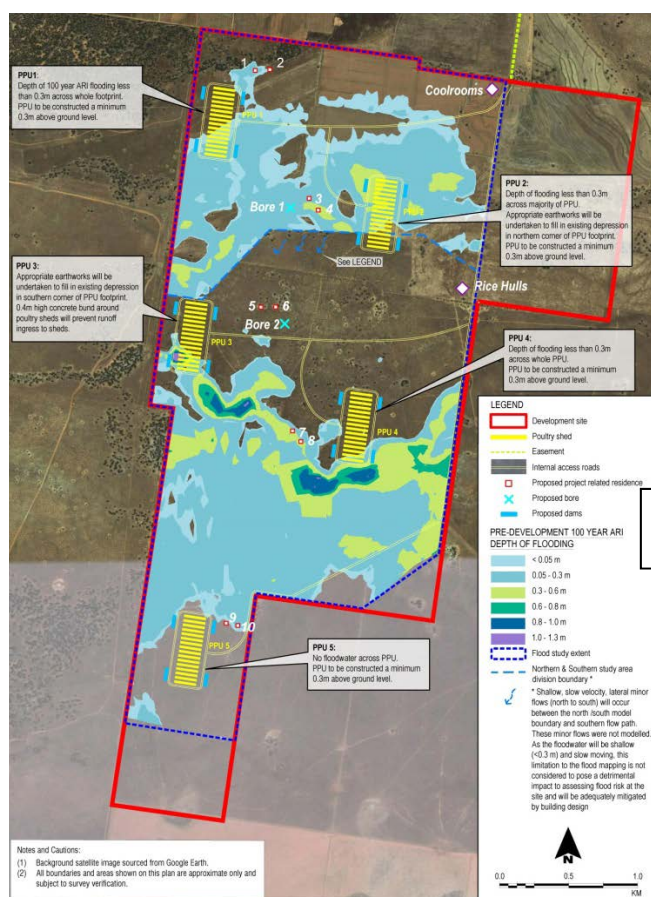 1
2
PPU1:
Depth of 100 year ARI flooding less
than 0.3m across whole footprint.
PPU to be constructed a minimum
0.3m above ground level.
Coolrooms
PPU 1
3
4
Bore 1
PPU 2
PPU 2:
Depth of flooding less than 0.3m
across majority of PPU.
Appropriate earthworks will be
undertaken to fill in existing depression
in northern corner of PPU footprint.
PPU to be constructed a minimum
0.3m above ground level.
See LEGEND
PPU 3:
Appropriate earthworks will be
undertaken to fill in existing depression
in southern corner of PPU footprint.
0.4m high concrete bund around
poultry sheds will prevent runoff
ingress to sheds.
Rice Hulls
5
6
Bore 2
PPU 3
PPU 4:
Depth of flooding less than 0.3m
across whole PPU.
PPU to be constructed a minimum
0.3m above ground level.
7
8
PPU 4
9
10
PPU 5
PPU 5:
No floodwater across PPU.
PPU to be constructed a minimum
0.3m above ground level.
LEGEND
Development site
Poultry shed
Easement
Internal access roads
Proposed project related residence
Proposed bore
Proposed dams
PRE-DEVELOPMENT 100 YEAR ARI
DEPTH OF FLOODING
< 0.05 m
0.05 - 0.3 m
0.3 - 0.6 m
0.6 - 0.8 m
0.8 - 1.0 m
1.0 - 1.3 m
Flood study extent
Northern & Southern study area
division boundary *
* Shallow, slow velocity, lateral minor
flows (north to south) will occur
between the north /south model
boundary and southern flow path.
These minor flows were not modelled.
As the floodwater will be shallow
(<0.3 m) and slow moving, this
limitation to the flood mapping is not
considered to pose a detrimental
impact to assessing flood risk at the
site and will be adequately mitigated
by building design
N
0.0 0.5 1.0
KM
Notes and Cautions:
(1) Background satellite image sourced from Google Earth.
(2) All boundaries and areas shown on this plan are approximate only and
subject to survey verification.